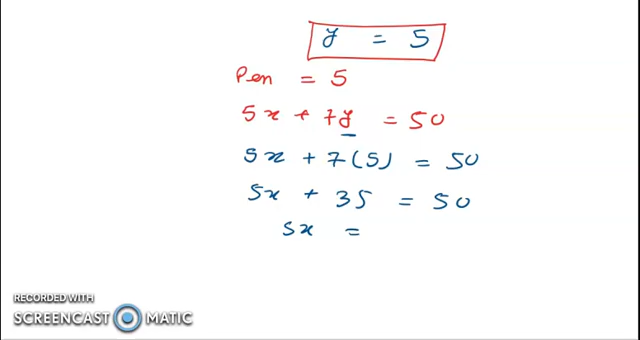 y = 5
Pen = 5
5x + 7y = 50
5x + 7(5) = 50
5x + 35 = 50
5x =
RECORDED WITH
SCREENCAST MATIC